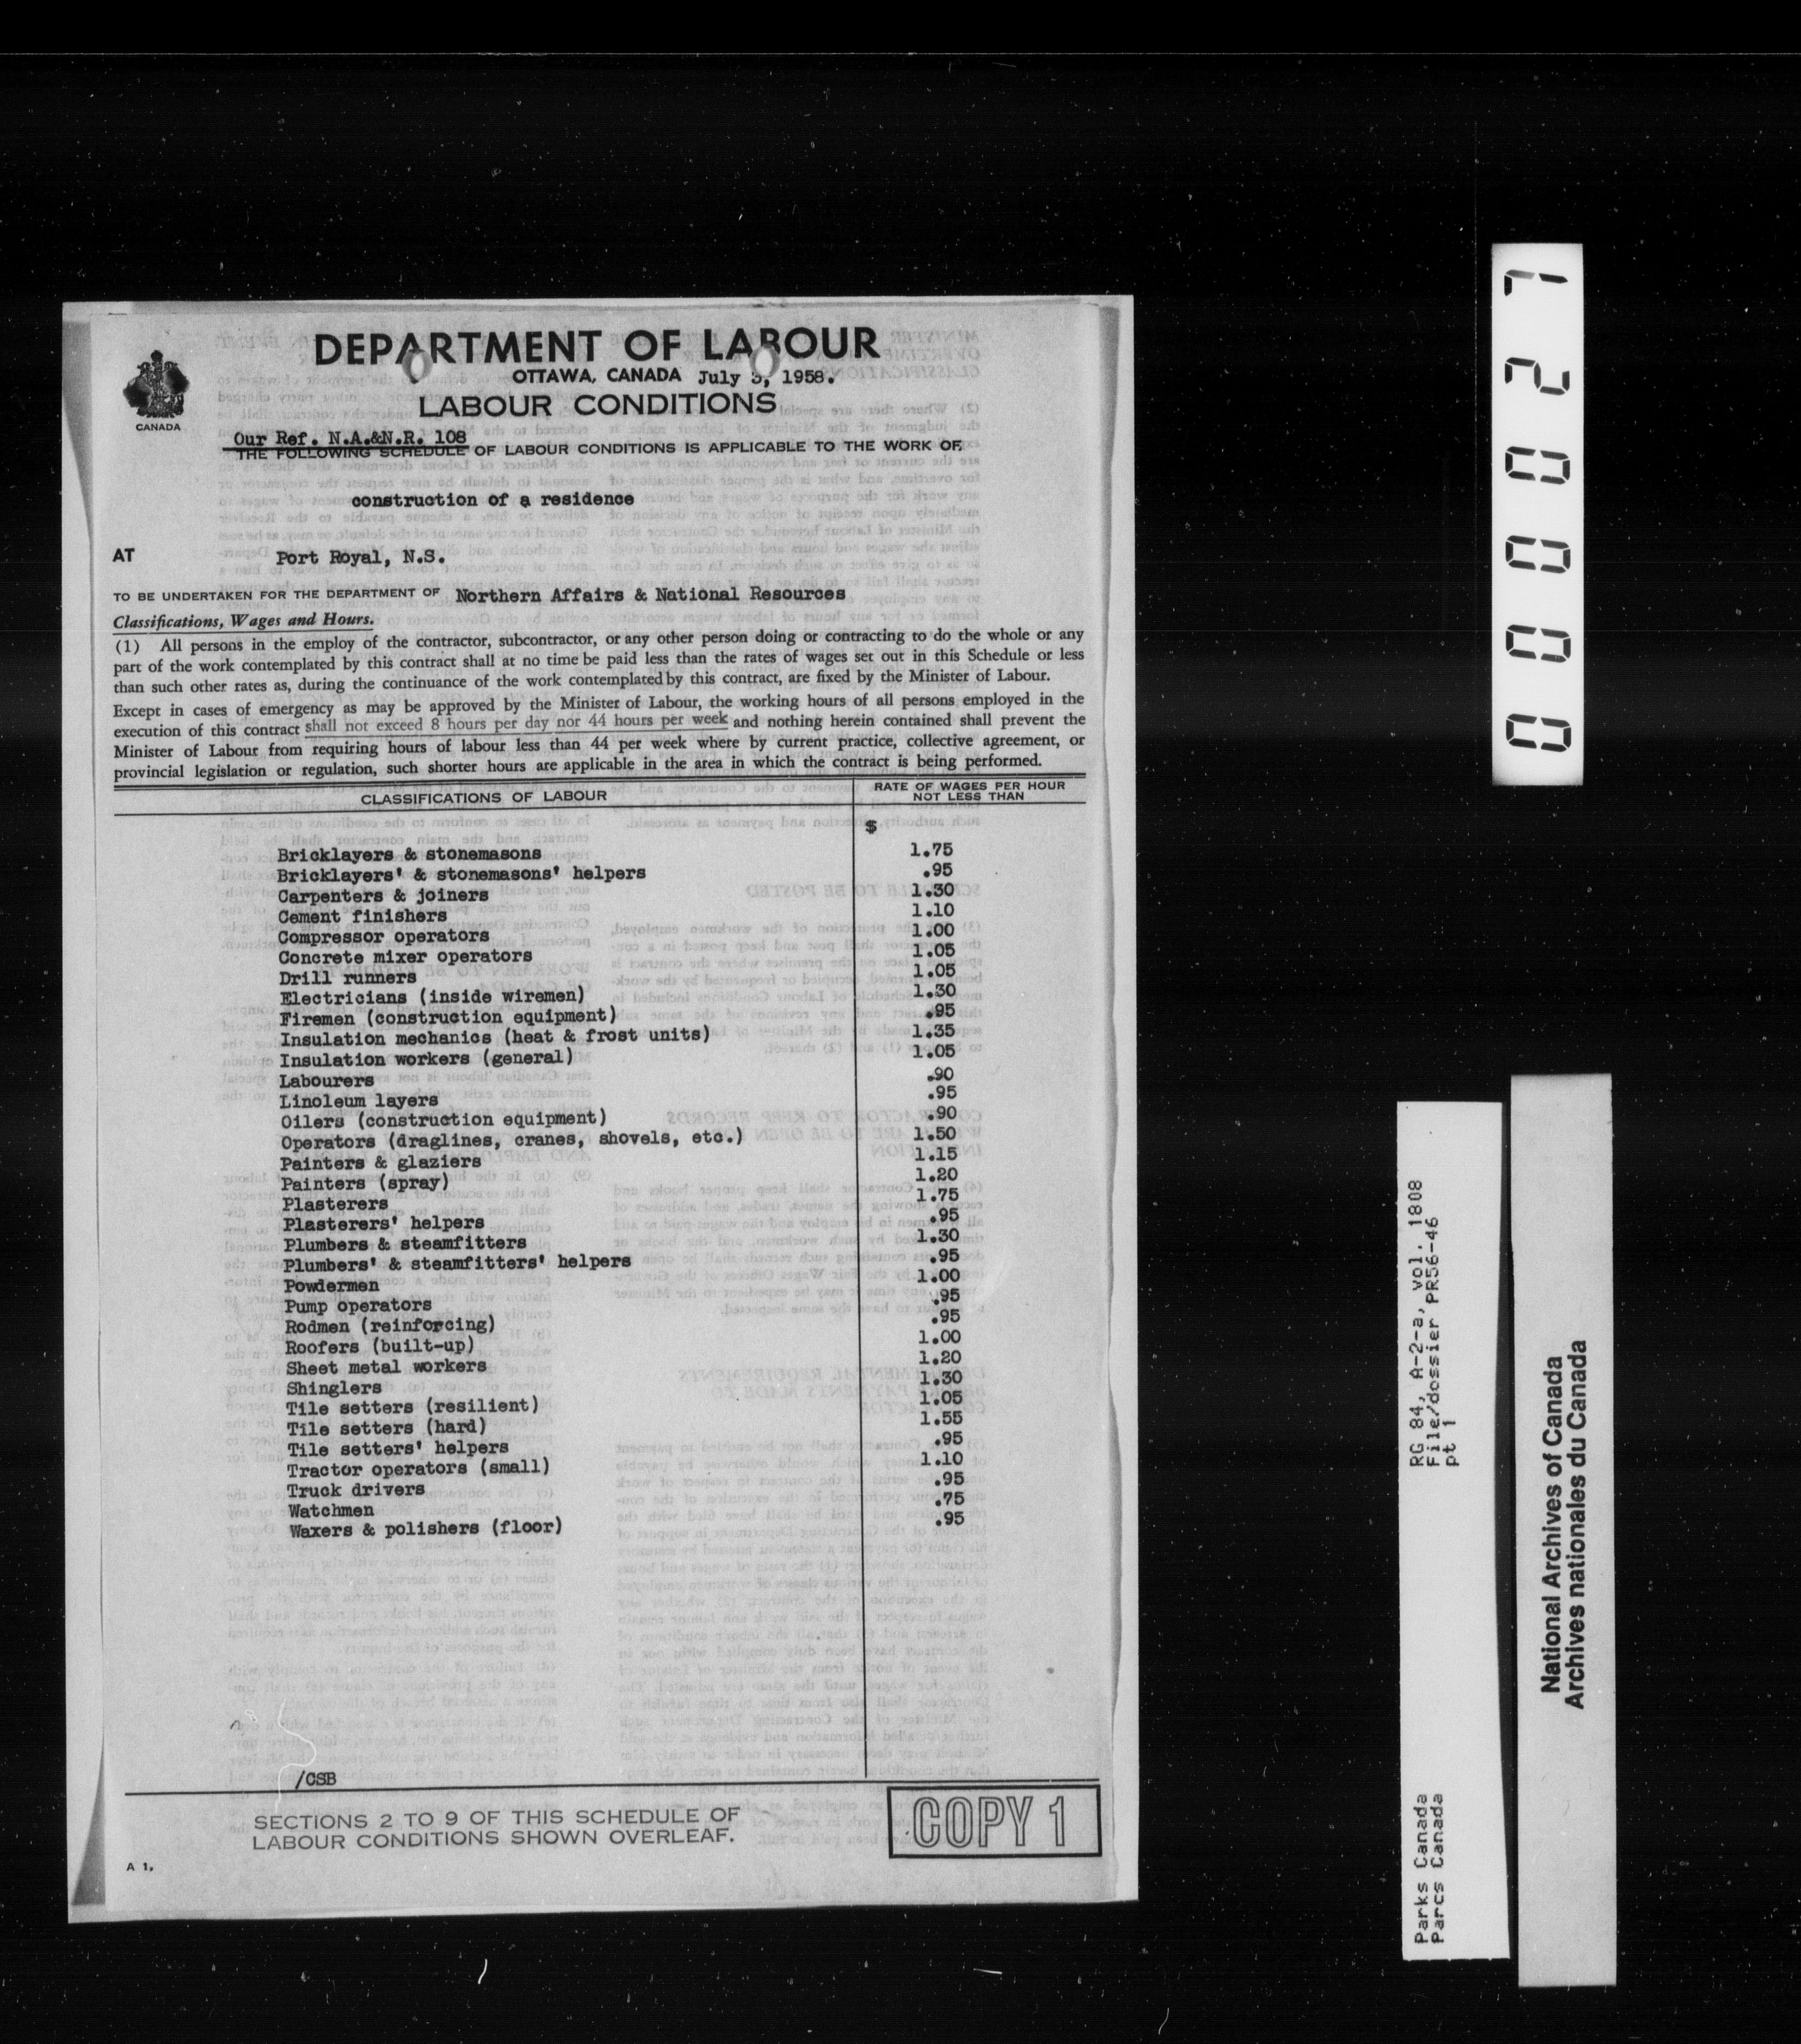 DEPARTMENT OF LABOUR
OTTAWA, CANADA July 3, 1958.
LABOUR CONDITIONS
CANADA
Our Ref. N.A.&N.R. 108
THE FOLLOWING SCHEDULE OF LABOUR CONDITIONS IS APPLICABLE TO THE WORK OF,
construction of a residence
AT Port Royal, N.S.
TO BE UNDERTAKEN FOR THE DEPARTMENT OF Northern Affairs & National Resources
Classifications, Wages and Hours.
(1) All persons in the employ of the contractor, subcontractor, or any other person doing or contracting to do the whole or any
part of the work contemplated by this contract shall at no time be paid less than the rates of wages set out in this Schedule or less
than such other rates as, during the continuance of the work contemplated by this contract, are fixed by the Minister of Labour.
Except in cases of emergency as may be approved by the Minister of Labour, the working hours of all persons employed in the
execution of this contract shall not exceed 8 hours per day nor 44 hours per week and nothing herein contained shall prevent the
Minister of Labour from requiring hours of labour less than 44 per week where by current practice, collective agreement, or
provincial legislation or regulation, such shorter hours are applicable in the area in which the contract is being performed.
CLASSIFICATIONS OF LABOUR RATE OF WAGES PER HOUR
NOT LESS THAN
$
Bricklayers & stonemasons 1.75
Bricklayers' & stonemasons' helpers .95
Carpenters & joiners 1.30
Cement finishers 1.10
Compressor operators 1.00
Concrete mixer operators 1.05
Drill runners 1.05
Electricians (inside wiremen) 1.30
Firemen (construction equipment) .95
Insulation mechanics (heat & frost units) 1.35
Insulation workers (general) 1.05
Labourers .90
Linoleum layers .95
Oilers (construction equipment) .90
Operators (draglines, cranes, shovels, etc.) 1.50
Painters & glaziers 1.15
Painters (spray) 1.20
Plasterers 1.75
Plasterers' helpers .95
Plumbers & steamfitters 1.30
Plumbers' & steamfitters' helpers .95
Powdermen 1.00
Pump operators .95
Rodmen (reinforcing) .95
Roofers (built-up) 1.00
Sheet metal workers 1.20
Shinglers 1.30
Tile setters (resilient) 1.05
Tile setters (hard) 1.55
Tile setters' helpers .95
Tractor operators (small) 1.10
Truck drivers .95
Watchmen .75
Waxers & polishers (floor) .95
/CSB
SECTIONS 2 TO 9 OF THIS SCHEDULE OF
LABOUR CONDITIONS SHOWN OVERLEAF.
COPY 1
A 1.
000027
RG 84, A-2-a, vol. 1808
File/dossier PR56-46
pt 1
Parks Canada
Parcs Canada
National Archives of Canada
Archives nationales du Canada